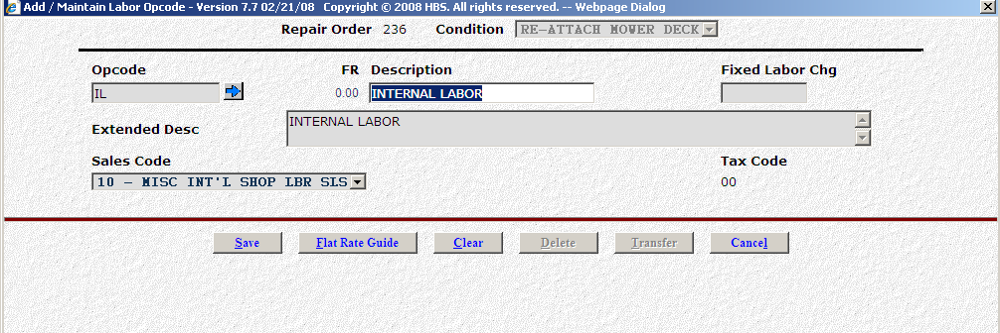 Add / Maintain Labor Opcode - Version 7.7 02/21/08   Copyright © 2008 HBS. All rights reserved. -- Webpage Dialog
Repair Order 236 Condition RE-ATTACH MOWER DECK
Opcode FR Description Fixed Labor Chg
IL 0.00 INTERNAL LABOR
Extended Desc INTERNAL LABOR
Sales Code Tax Code
10 - MISC INT'L SHOP LBR SLS 00
Save Flat Rate Guide Clear Delete Transfer Cancel